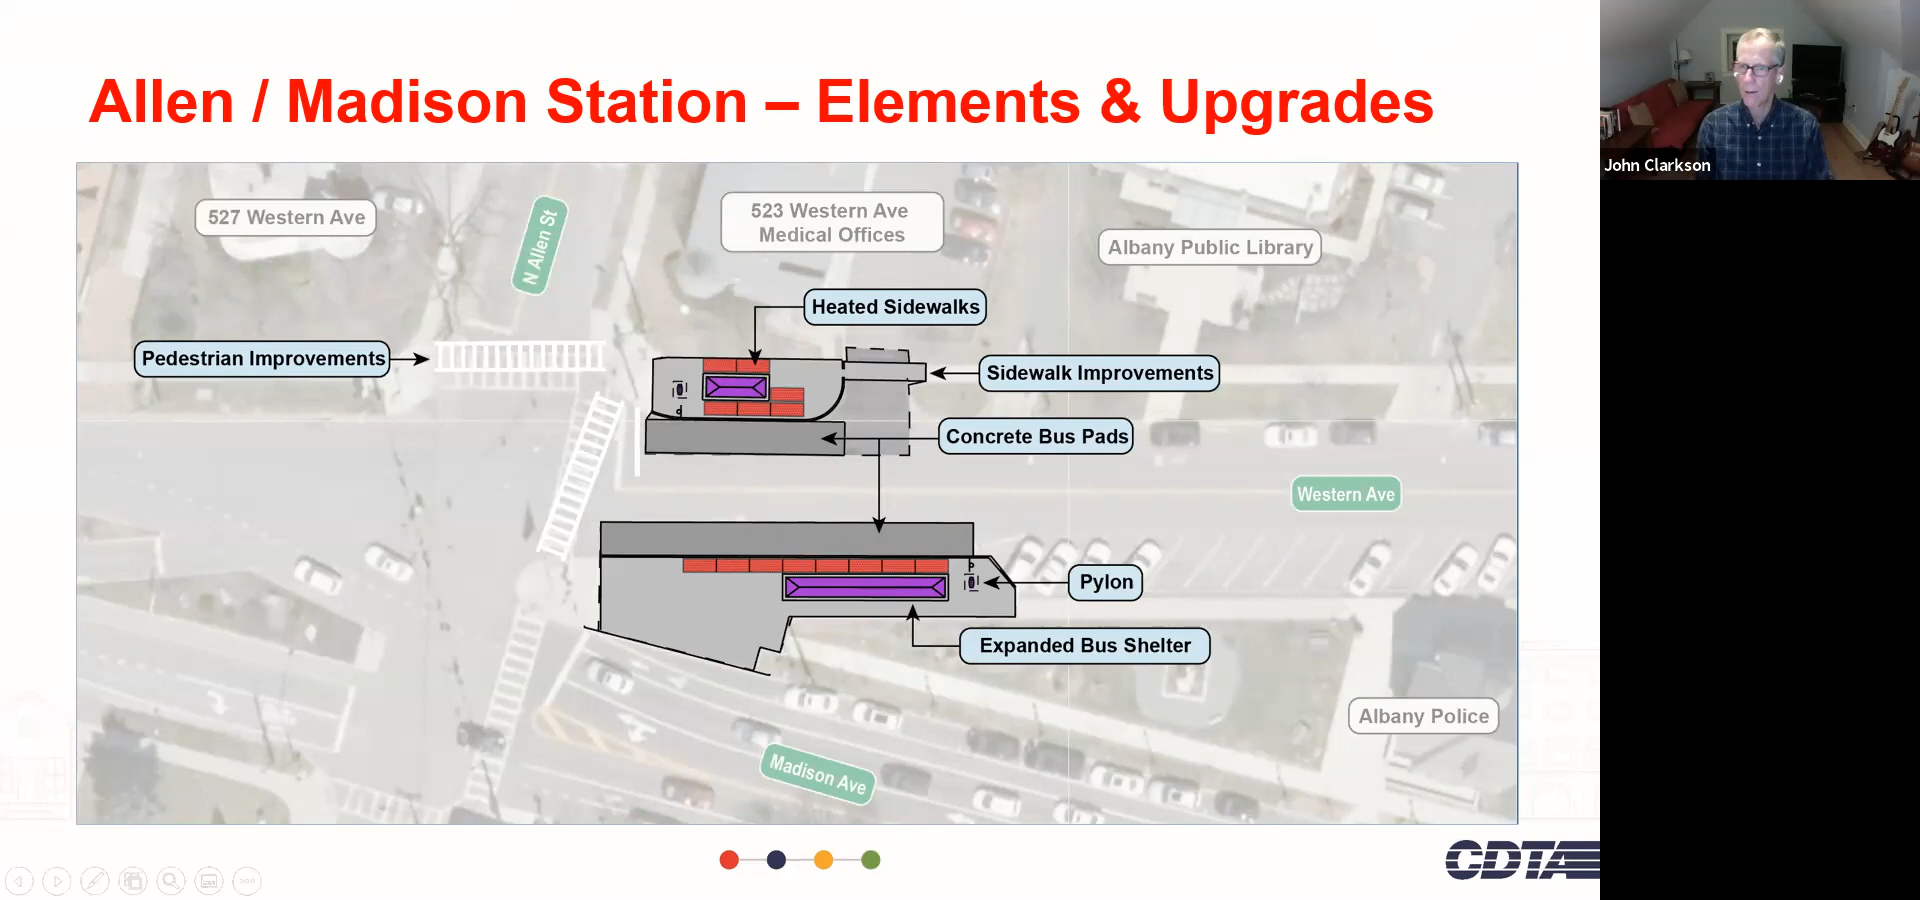 Allen / Madison Station – Elements & Upgrades
John Clarkson
527 Western Ave
N Allen St
523 Western Ave
Medical Offices
Albany Public Library
Heated Sidewalks
Pedestrian Improvements
Sidewalk Improvements
Concrete Bus Pads
Western Ave
Pylon
Expanded Bus Shelter
Albany Police
Madison Ave
CDTA